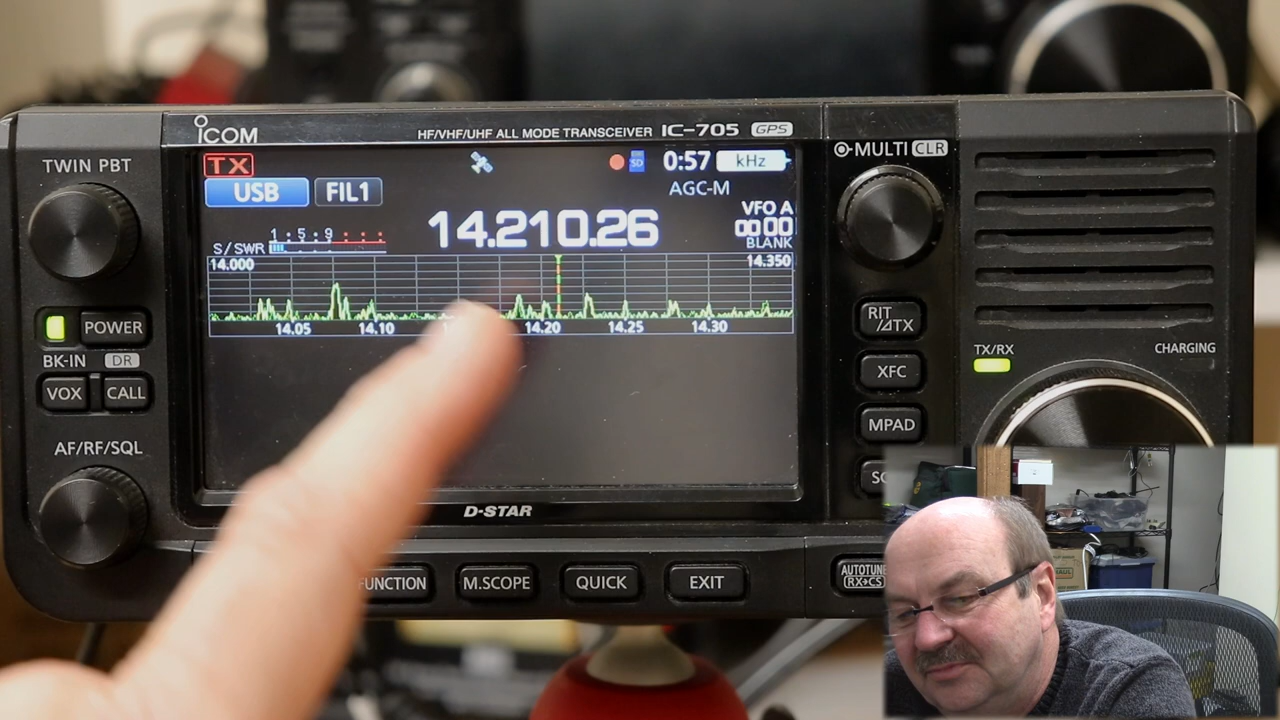 ICOM
HF/VHF/UHF ALL MODE TRANSCEIVER IC-705 GPS
TWIN PBT
MULTI CLR
TX
SD
0:57
kHz
USB
FIL1
AGC-M
14.210.26
VFO A
00 00
BLANK
S/SWR
1 · 5 · 9
14.000
14.350
14.05
14.10
14.20
14.25
14.30
POWER
BK-IN
DR
VOX
CALL
AF/RF/SQL
RIT
/⊿TX
XFC
MPAD
TX/RX
CHARGING
D-STAR
FUNCTION
M.SCOPE
QUICK
EXIT
AUTOTUNE
RX→CS